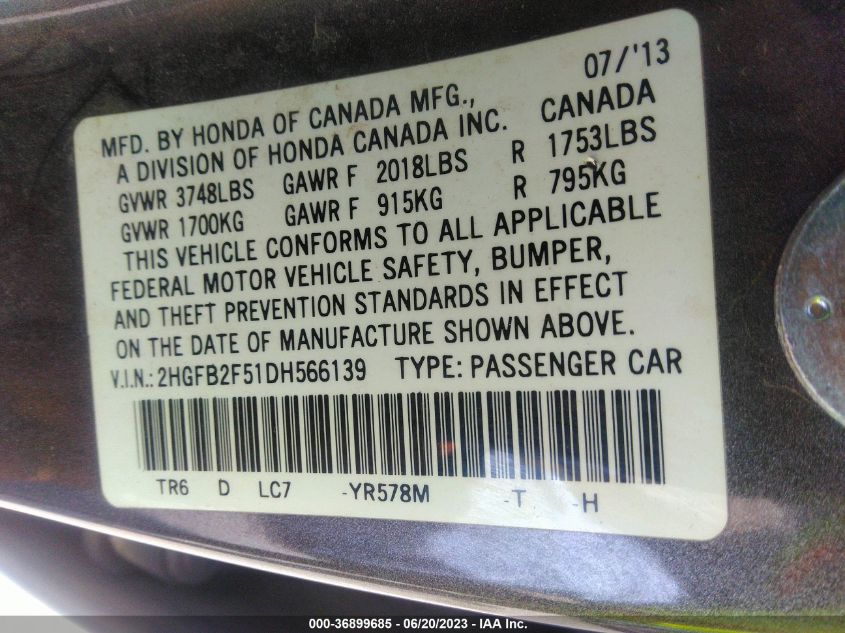 07/'13
MFD. BY HONDA OF CANADA MFG., CANADA
A DIVISION OF HONDA CANADA INC.
GVWR 3748LBS GAWR F 2018LBS R 1753LBS
GVWR 1700KG GAWR F 915KG R 795KG
THIS VEHICLE CONFORMS TO ALL APPLICABLE
FEDERAL MOTOR VEHICLE SAFETY, BUMPER,
AND THEFT PREVENTION STANDARDS IN EFFECT
ON THE DATE OF MANUFACTURE SHOWN ABOVE.
V.I.N.: 2HGFB2F51DH566139 TYPE: PASSENGER CAR
TR6 D LC7 -YR578M -T -H
000-36899685 - 06/20/2023 - IAA Inc.